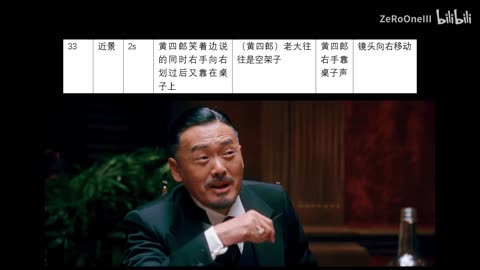 ZeRoOneIII bilibili
33 近景 2s 黄四郎笑着边说 （黄四郎）老大往 黄四郎 镜头向右移动
的同时右手向右 往是空架子 右手靠
划过后又靠在桌 桌子声
子上